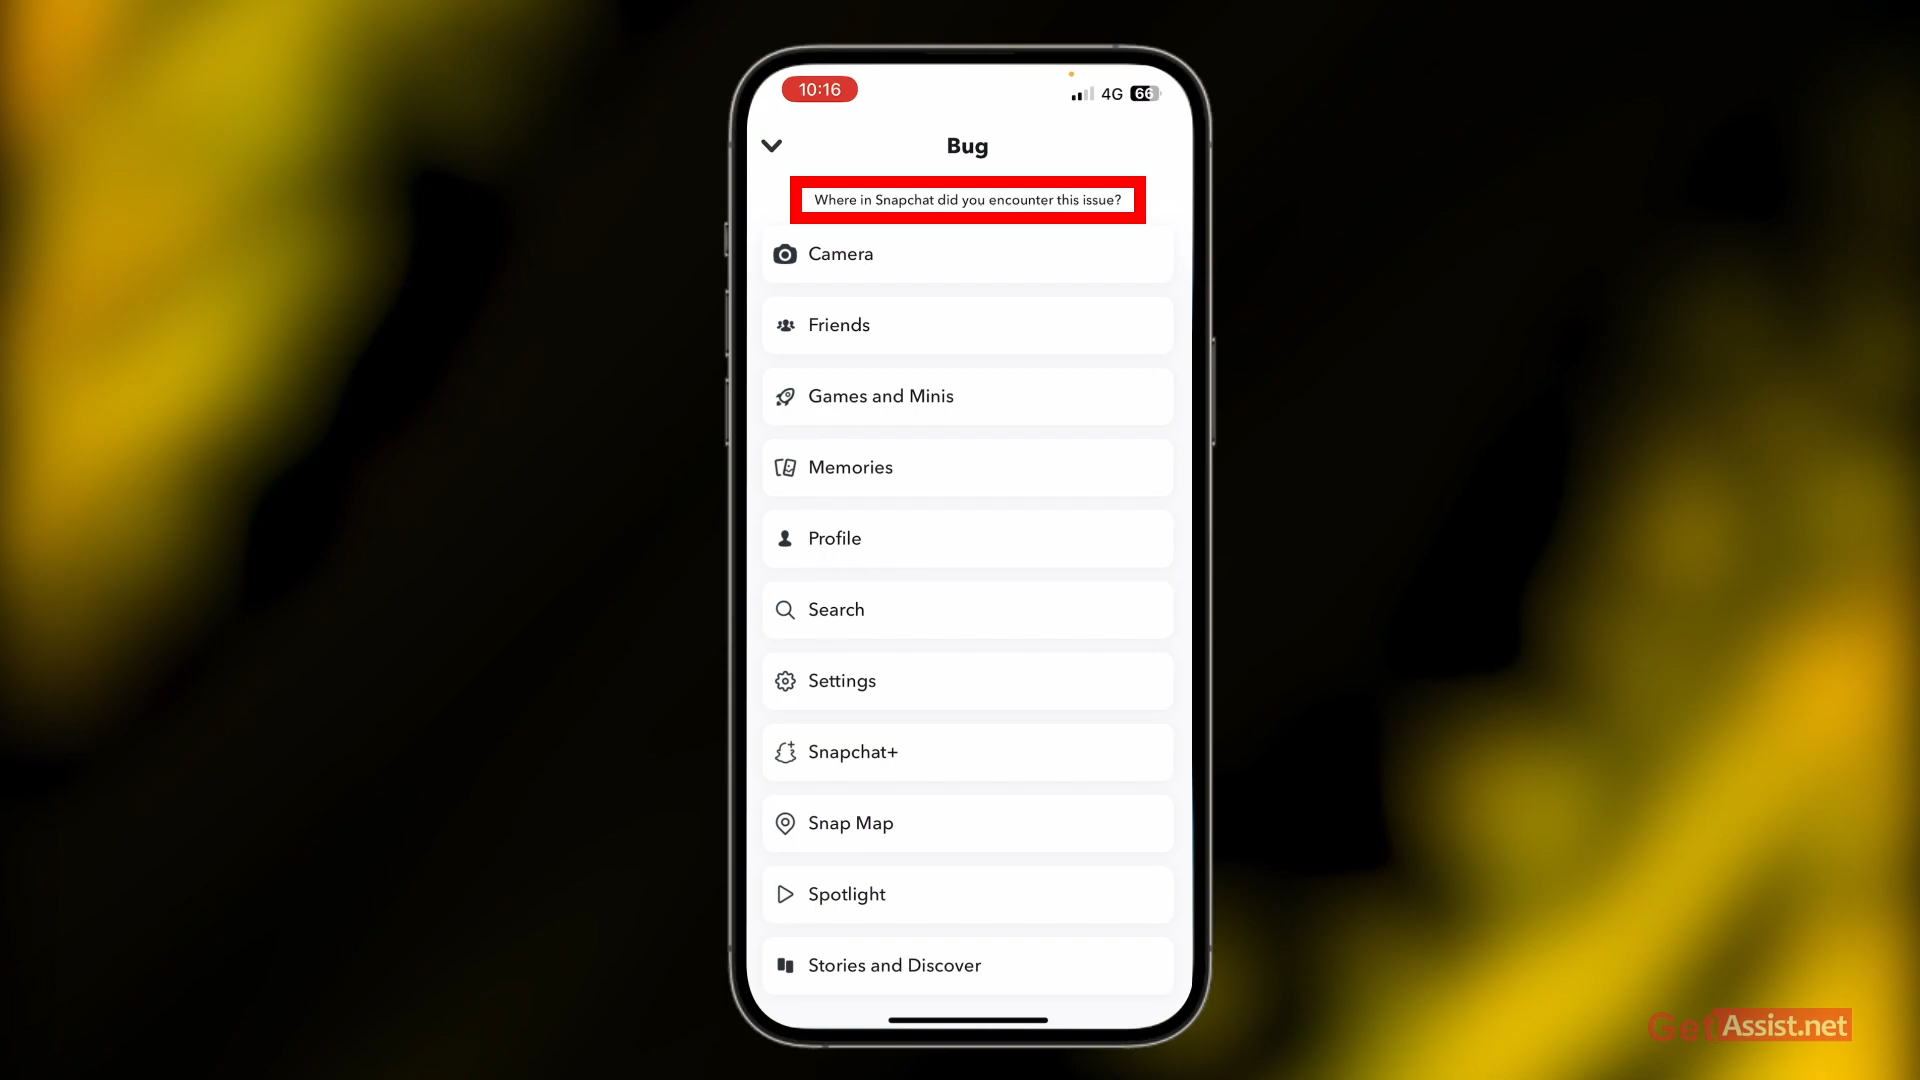 10:16
4G 66
Bug
Where in Snapchat did you encounter this issue?
Camera
Friends
Games and Minis
Memories
Profile
Search
Settings
Snapchat+
Snap Map
Spotlight
Stories and Discover
GetAssist.net